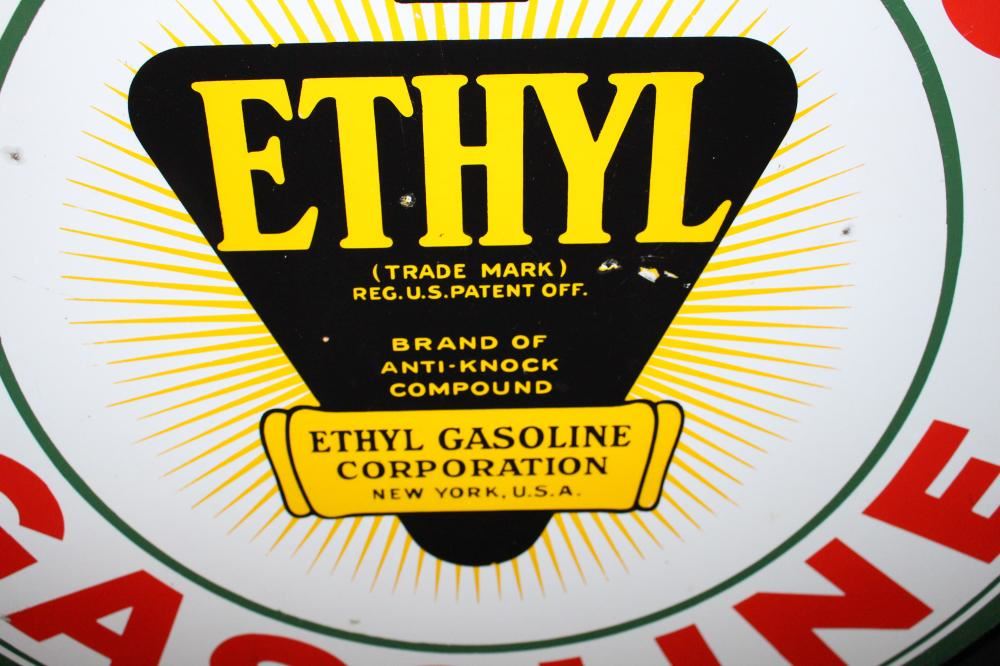 ETHYL
(TRADE MARK)
REG. U.S. PATENT OFF.
BRAND OF
ANTI-KNOCK
COMPOUND
ETHYL GASOLINE
CORPORATION
NEW YORK, U.S.A.
GASOLINE